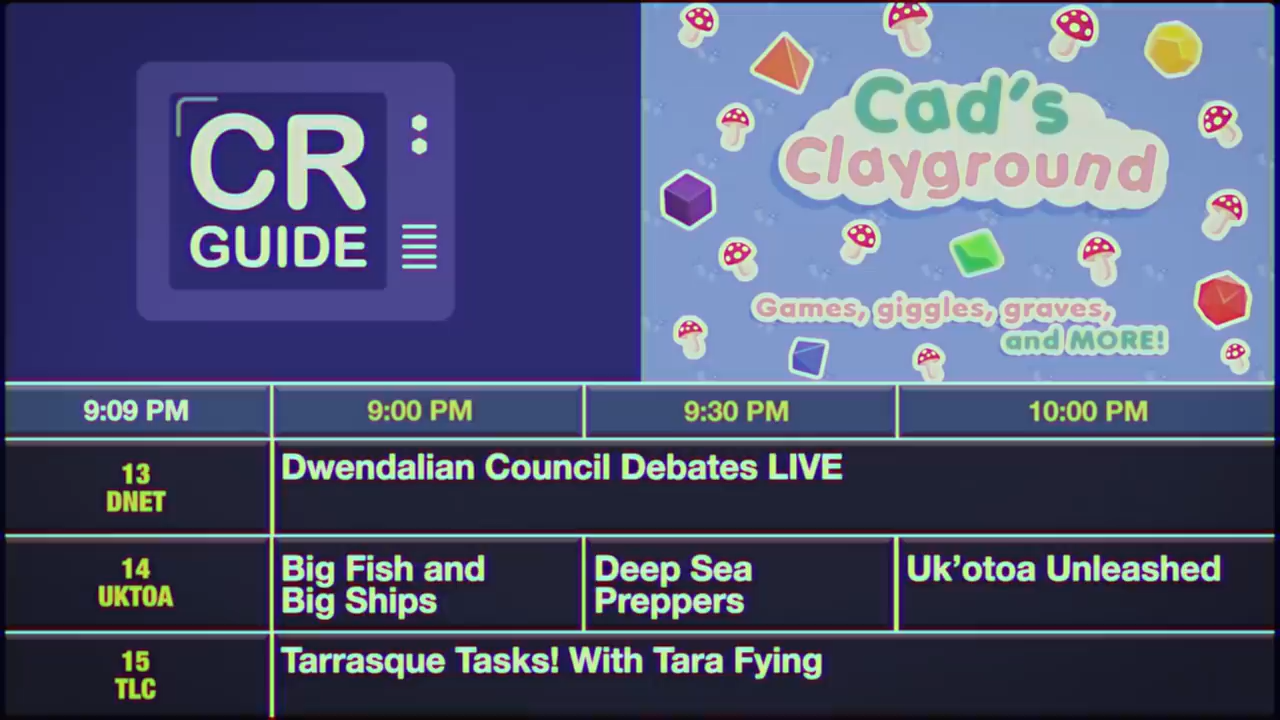 CR
GUIDE
Cad's
Clayground
Games, giggles, graves,
and MORE!
9:09 PM
9:00 PM
9:30 PM
10:00 PM
13
DNET
Dwendalian Council Debates LIVE
14
UKTOA
Big Fish and
Big Ships
Deep Sea
Preppers
Uk’otoa Unleashed
15
TLC
Tarrasque Tasks! With Tara Fying